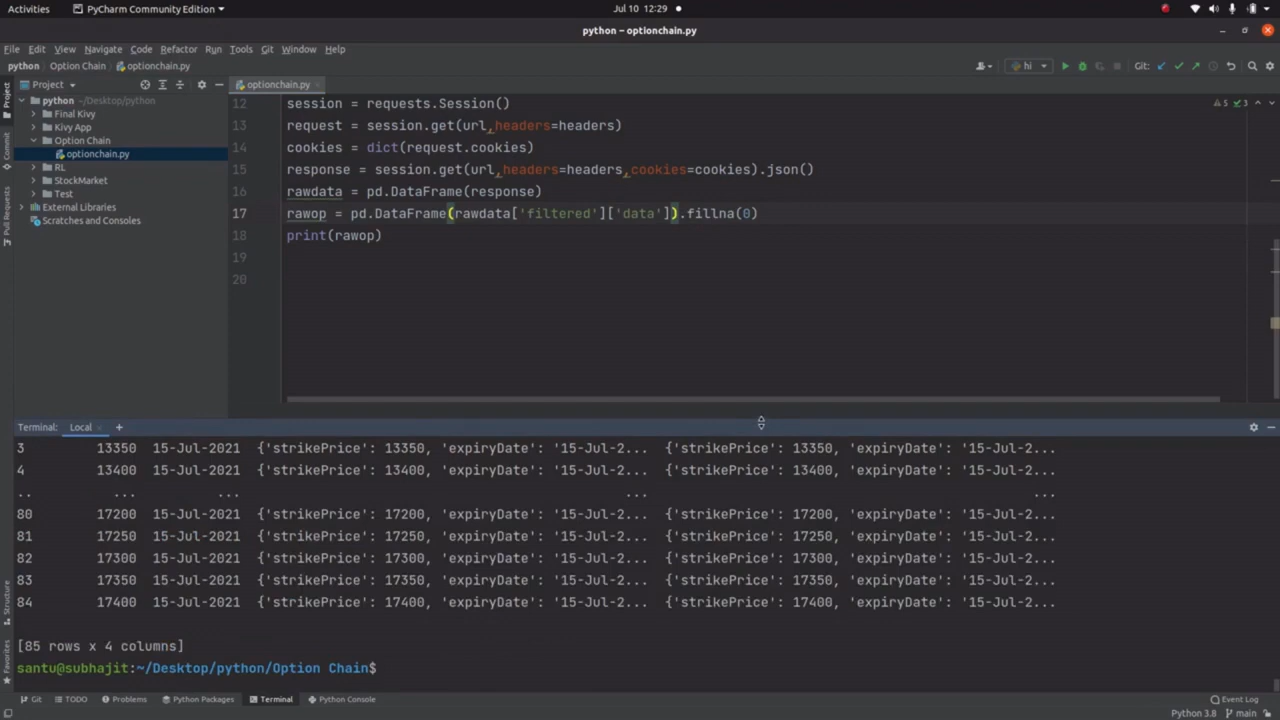 Activities
PyCharm Community Edition
Jul 10 12:29
python – optionchain.py
File Edit View Navigate Code Refactor Run Tools Git Window Help
python
Option Chain
optionchain.py
hi
Git:
Project
Project
python ~/Desktop/python
Final Kivy
Kivy App
Option Chain
optionchain.py
RL
StockMarket
Test
External Libraries
Scratches and Consoles
Commit
Pull Requests
Structure
Favorites
optionchain.py
5 3
12 session = requests.Session()
13 request = session.get(url,headers=headers)
14 cookies = dict(request.cookies)
15 response = session.get(url,headers=headers,cookies=cookies).json()
16 rawdata = pd.DataFrame(response)
17 rawop = pd.DataFrame(rawdata['filtered']['data']).fillna(0)
18 print(rawop)
19
20
Terminal: Local +
3 13350 15-Jul-2021 {'strikePrice': 13350, 'expiryDate': '15-Jul-2... {'strikePrice': 13350, 'expiryDate': '15-Jul-2...
4 13400 15-Jul-2021 {'strikePrice': 13400, 'expiryDate': '15-Jul-2... {'strikePrice': 13400, 'expiryDate': '15-Jul-2...
.. ... ... ... ...
80 17200 15-Jul-2021 {'strikePrice': 17200, 'expiryDate': '15-Jul-2... {'strikePrice': 17200, 'expiryDate': '15-Jul-2...
81 17250 15-Jul-2021 {'strikePrice': 17250, 'expiryDate': '15-Jul-2... {'strikePrice': 17250, 'expiryDate': '15-Jul-2...
82 17300 15-Jul-2021 {'strikePrice': 17300, 'expiryDate': '15-Jul-2... {'strikePrice': 17300, 'expiryDate': '15-Jul-2...
83 17350 15-Jul-2021 {'strikePrice': 17350, 'expiryDate': '15-Jul-2... {'strikePrice': 17350, 'expiryDate': '15-Jul-2...
84 17400 15-Jul-2021 {'strikePrice': 17400, 'expiryDate': '15-Jul-2... {'strikePrice': 17400, 'expiryDate': '15-Jul-2...
[85 rows x 4 columns]
santu@subhajit:~/Desktop/python/Option Chain$
Git TODO Problems Python Packages Terminal Python Console Event Log
Python 3.8 main